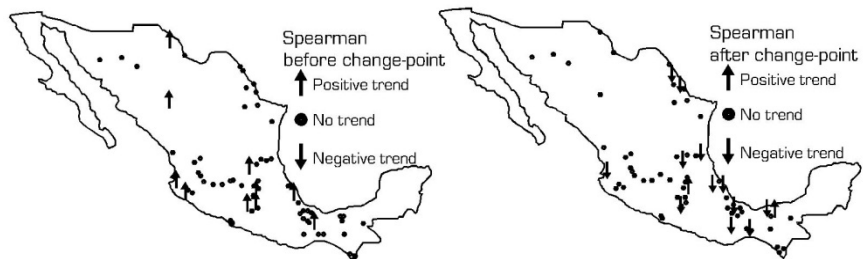 Spearman
before change-point
Positive trend
No trend
Negative trend
Spearman
after change-point
Positive trend
No trend
Negative trend